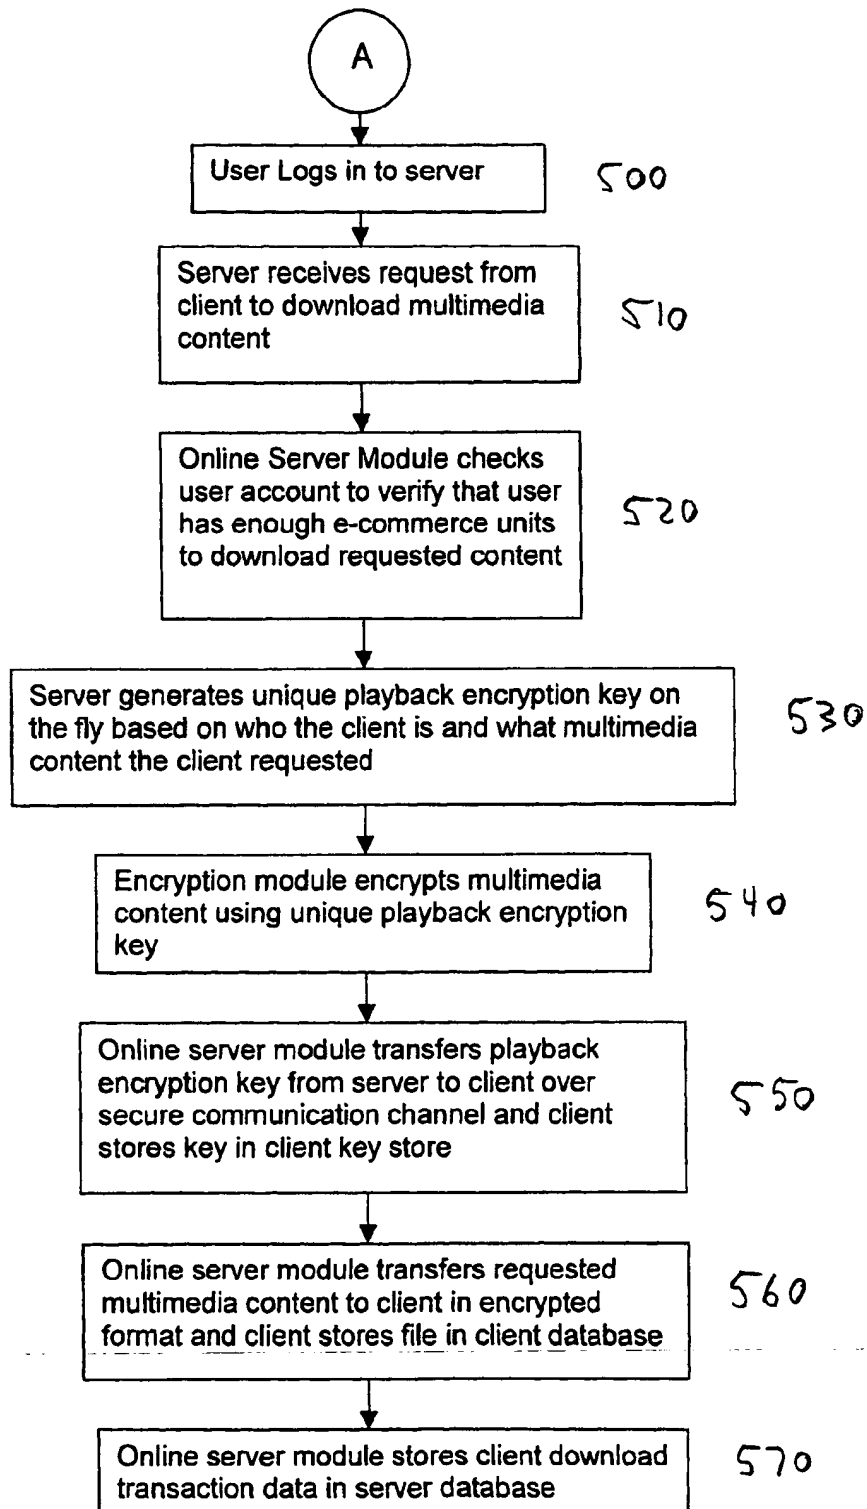 A
User Logs in to server
500
Server receives request from
client to download multimedia
content
510
Online Server Module checks
user account to verify that user
has enough e-commerce units
to download requested content
520
Server generates unique playback encryption key on
the fly based on who the client is and what multimedia
content the client requested
530
Encryption module encrypts multimedia
content using unique playback encryption
key
540
Online server module transfers playback
encryption key from server to client over
secure communication channel and client
stores key in client key store
550
Online server module transfers requested
multimedia content to client in encrypted
format and client stores file in client database
560
Online server module stores client download
transaction data in server database
570